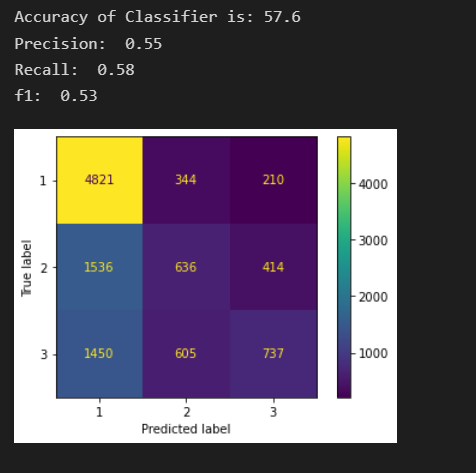 Accuracy of Classifier is: 57.6
Precision:  0.55
Recall:  0.58
f1:  0.53
1 4821 344 210
2 1536 636 414
3 1450 605 737
True label
1 2 3
Predicted label
4000
3000
2000
1000